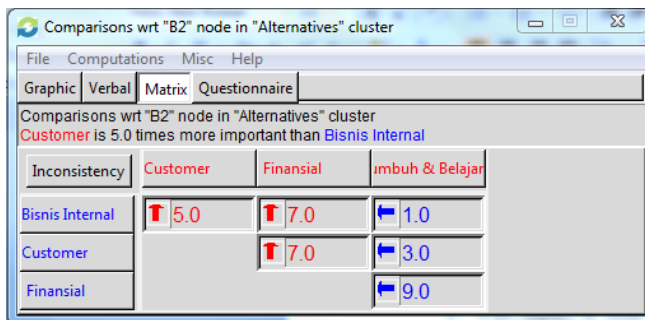 Comparisons wrt "B2" node in "Alternatives" cluster
File Computations Misc Help
Graphic Verbal Matrix Questionnaire
Comparisons wrt "B2" node in "Alternatives" cluster
Customer is 5.0 times more important than Bisnis Internal
Inconsistency Customer Finansial umbuh & Belajar
Bisnis Internal 5.0 7.0 1.0
Customer 7.0 3.0
Finansial 9.0